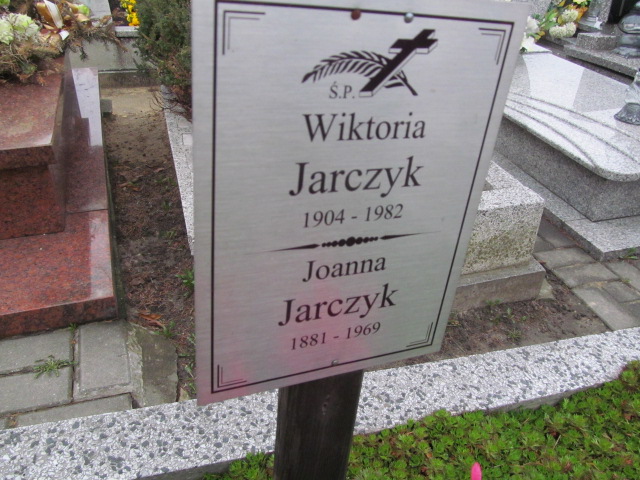 Ś.P.
Wiktoria
Jarczyk
1904 - 1982
Joanna
Jarczyk
1881 - 1969